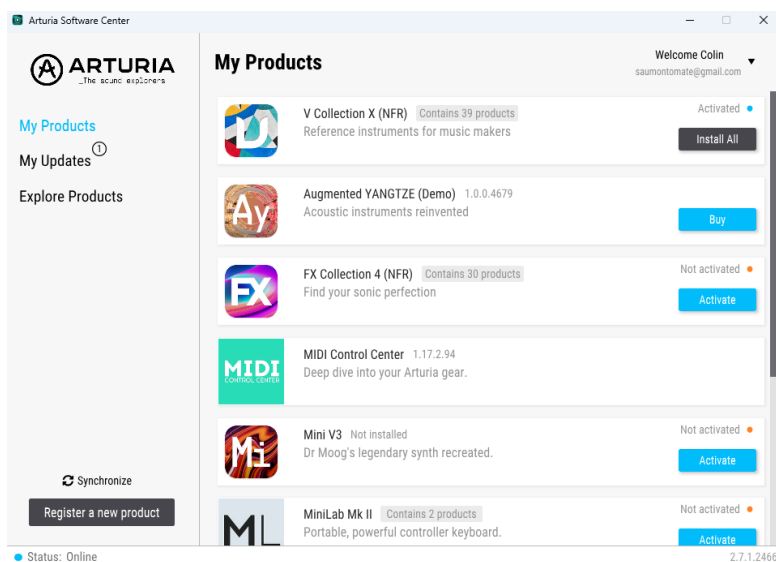 Arturia Software Center
ARTURIA
_The sound explorers
My Products
My Updates 1
Explore Products
Synchronize
Register a new product
Status: Online
My Products
Welcome Colin
saumontomate@gmail.com
V Collection X (NFR) Contains 39 products
Reference instruments for music makers
Activated
Install All
Ay
Augmented YANGTZE (Demo) 1.0.0.4679
Acoustic instruments reinvented
Buy
FX
FX Collection 4 (NFR) Contains 30 products
Find your sonic perfection
Not activated
Activate
MIDI
CONTROL CENTER
MIDI Control Center 1.17.2.94
Deep dive into your Arturia gear.
Mi
Mini V3 Not installed
Dr Moog's legendary synth recreated.
Not activated
Activate
ML
MiniLab Mk II Contains 2 products
Portable, powerful controller keyboard.
Not activated
Activate
2.7.1.2466